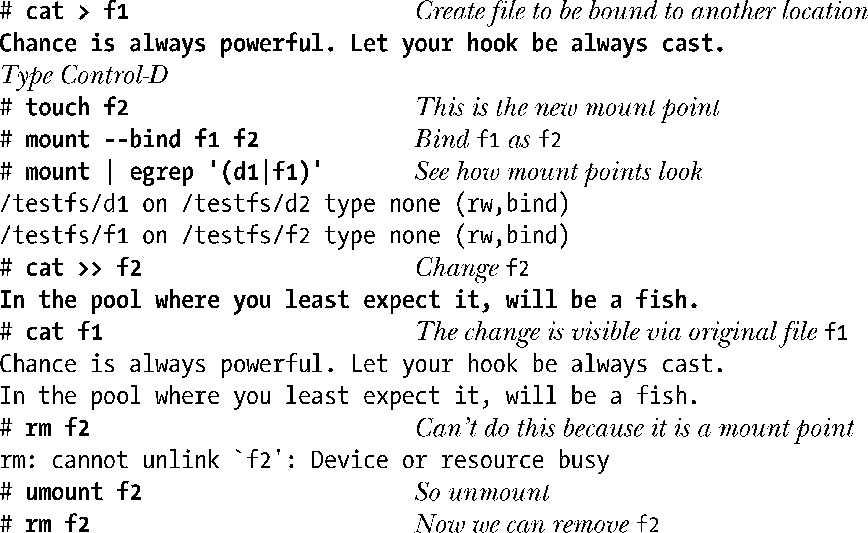 # cat > f1 Create file to be bound to another location
Chance is always powerful. Let your hook be always cast.
Type Control-D
# touch f2 This is the new mount point
# mount --bind f1 f2 Bind f1 as f2
# mount | egrep '(d1|f1)' See how mount points look
/testfs/d1 on /testfs/d2 type none (rw,bind)
/testfs/f1 on /testfs/f2 type none (rw,bind)
# cat >> f2 Change f2
In the pool where you least expect it, will be a fish.
# cat f1 The change is visible via original file f1
Chance is always powerful. Let your hook be always cast.
In the pool where you least expect it, will be a fish.
# rm f2 Can't do this because it is a mount point
rm: cannot unlink `f2': Device or resource busy
# umount f2 So unmount
# rm f2 Now we can remove f2